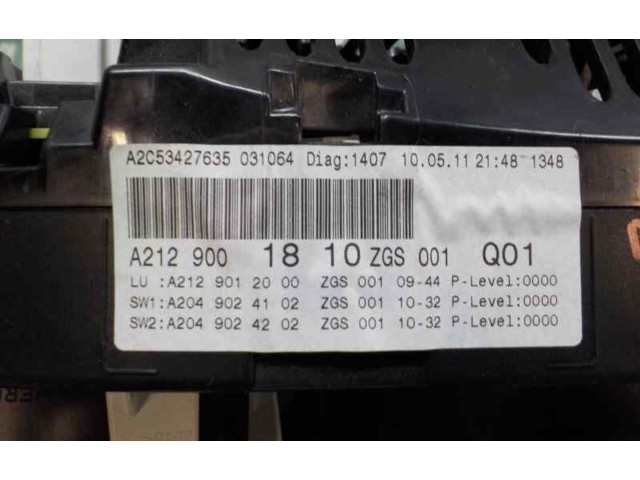 A2C53427635 031064 Diag:1407 10.05.11 21:48 1348
A212 900 18 10 ZGS 001 Q01
LU :A212 901 20 00 ZGS 001 09-44 P-Level:0000
SW1:A204 902 41 02 ZGS 001 10-32 P-Level:0000
SW2:A204 902 42 02 ZGS 001 10-32 P-Level:0000